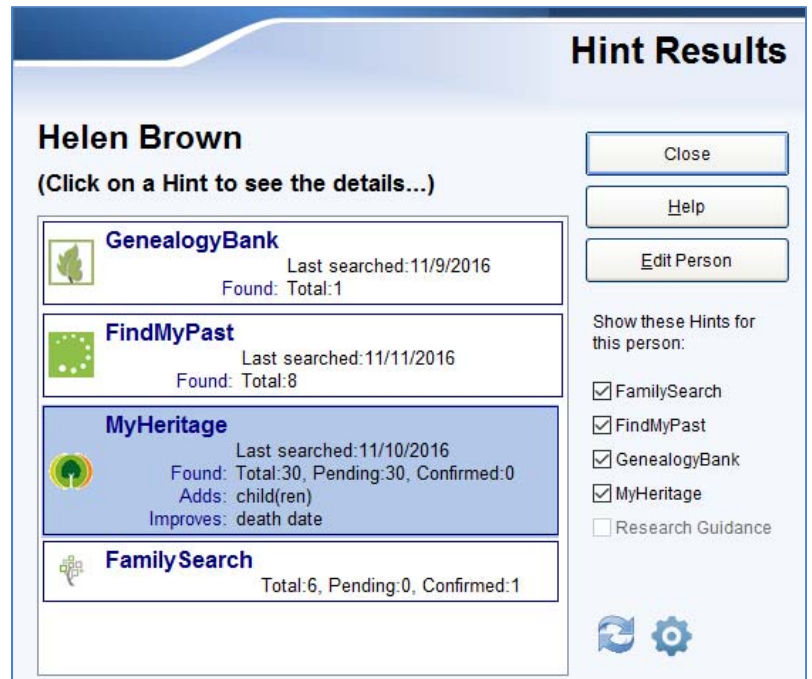 Hint Results
Helen Brown
(Click on a Hint to see the details...)
GenealogyBank
Last searched:11/9/2016
Found: Total:1
FindMyPast
Last searched:11/11/2016
Found: Total:8
MyHeritage
Last searched:11/10/2016
Found: Total:30, Pending:30, Confirmed:0
Adds: child(ren)
Improves: death date
FamilySearch
Total:6, Pending:0, Confirmed:1
Close
Help
Edit Person
Show these Hints for
this person:
FamilySearch
FindMyPast
GenealogyBank
MyHeritage
Research Guidance